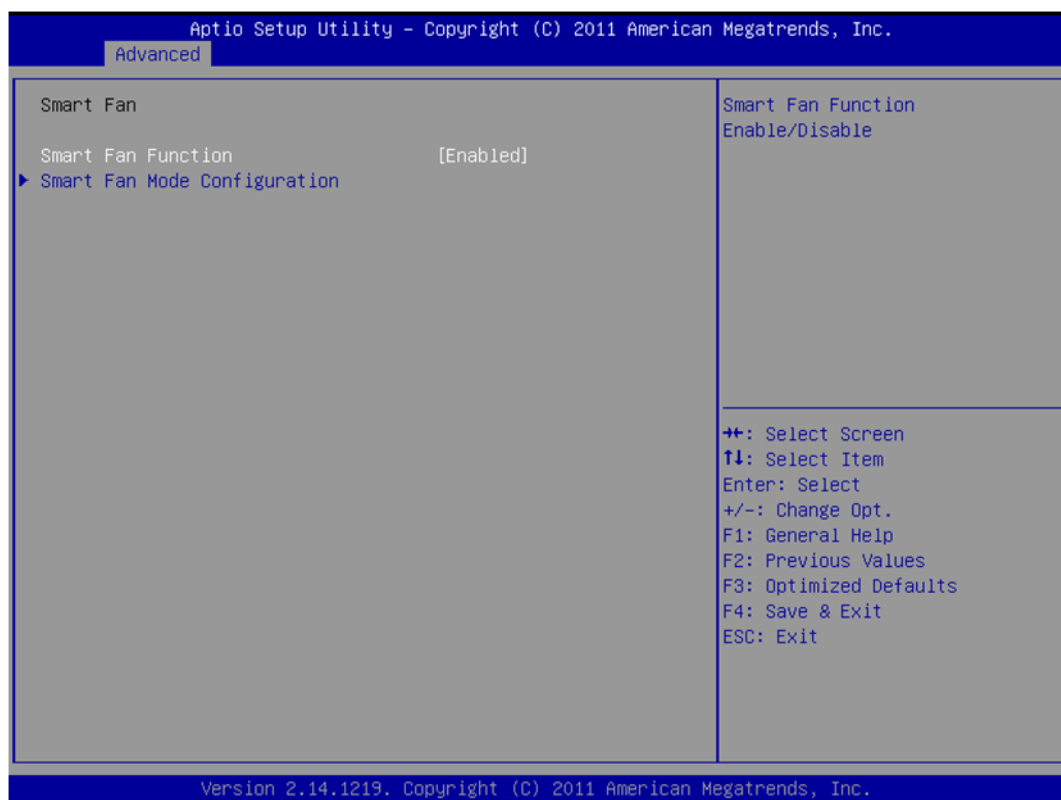 Aptio Setup Utility – Copyright (C) 2011 American Megatrends, Inc.
Advanced
Smart Fan
Smart Fan Function [Enabled]
▶ Smart Fan Mode Configuration
Smart Fan Function
Enable/Disable
→←: Select Screen
↑↓: Select Item
Enter: Select
+/-: Change Opt.
F1: General Help
F2: Previous Values
F3: Optimized Defaults
F4: Save & Exit
ESC: Exit
Version 2.14.1219. Copyright (C) 2011 American Megatrends, Inc.